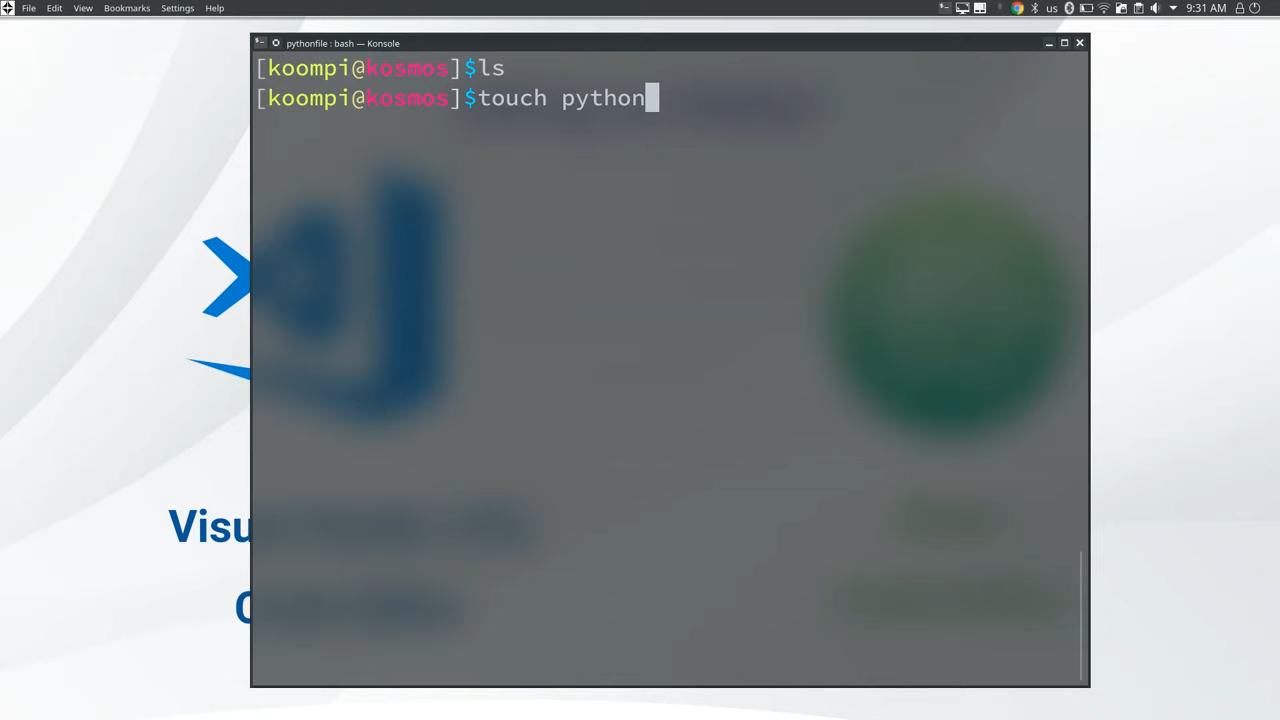 File Edit View Bookmarks Settings Help
us 9:31 AM
pythonfile : bash — Konsole
[koompi@kosmos]$ls
[koompi@kosmos]$touch python